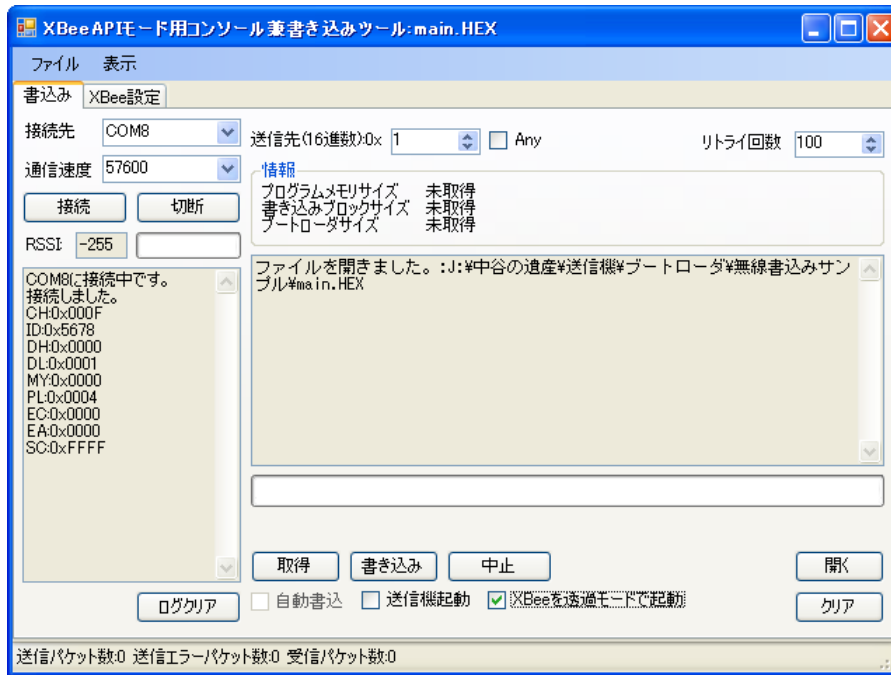 XBee APIモード用コンソール兼書き込みツール:main.HEX
ファイル 表示
書込み XBee設定
接続先 COM8
通信速度 57600
接続 切断
RSSI: -255
COM8に接続中です。
接続しました。
CH:0x000F
ID:0x5678
DH:0x0000
DL:0x0001
MY:0x0000
PL:0x0004
EC:0x0000
EA:0x0000
SC:0xFFFF
ログクリア
送信先(16進数):0x 1 Any
リトライ回数 100
情報
プログラムメモリサイズ 未取得
書き込みブロックサイズ 未取得
ブートローダサイズ 未取得
ファイルを開きました。:J:¥中谷の遺産¥送信機¥ブートローダ¥無線書込みサン
プル¥main.HEX
取得 書き込み 中止 開く
自動書込 送信機起動 XBeeを透過モードで起動 クリア
送信パケット数:0 送信エラーパケット数:0 受信パケット数:0